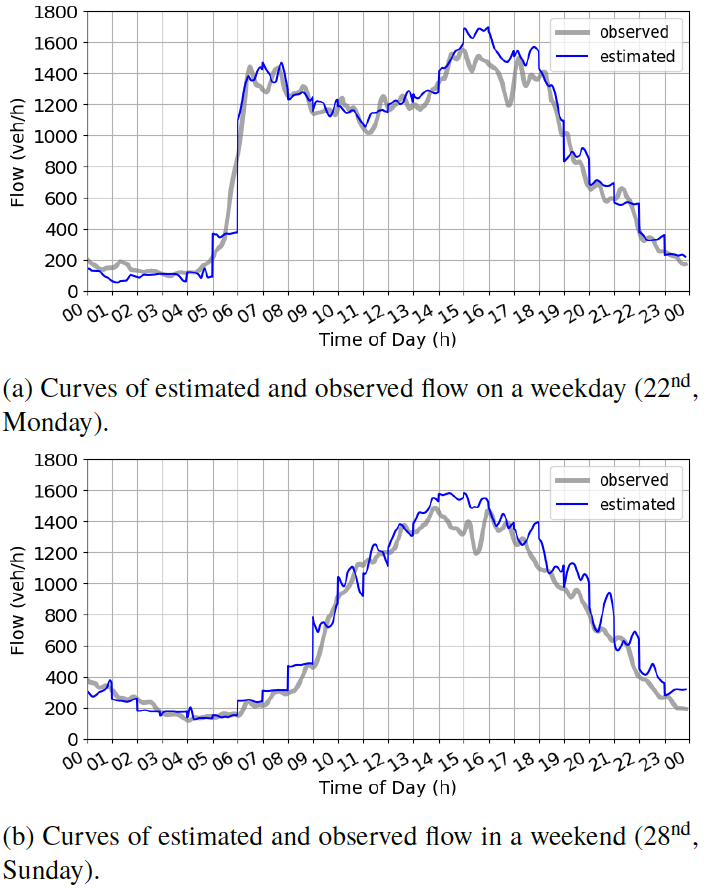 1800
1600
1400
1200
1000
800
600
400
200
0
Flow (veh/h)
observed
estimated
00 01 02 03 04 05 06 07 08 09 10 11 12 13 14 15 16 17 18 19 20 21 22 23 00
Time of Day (h)
(a) Curves of estimated and observed flow on a weekday (22nd,
Monday).
1800
1600
1400
1200
1000
800
600
400
200
0
Flow (veh/h)
observed
estimated
00 01 02 03 04 05 06 07 08 09 10 11 12 13 14 15 16 17 18 19 20 21 22 23 00
Time of Day (h)
(b) Curves of estimated and observed flow in a weekend (28nd,
Sunday).